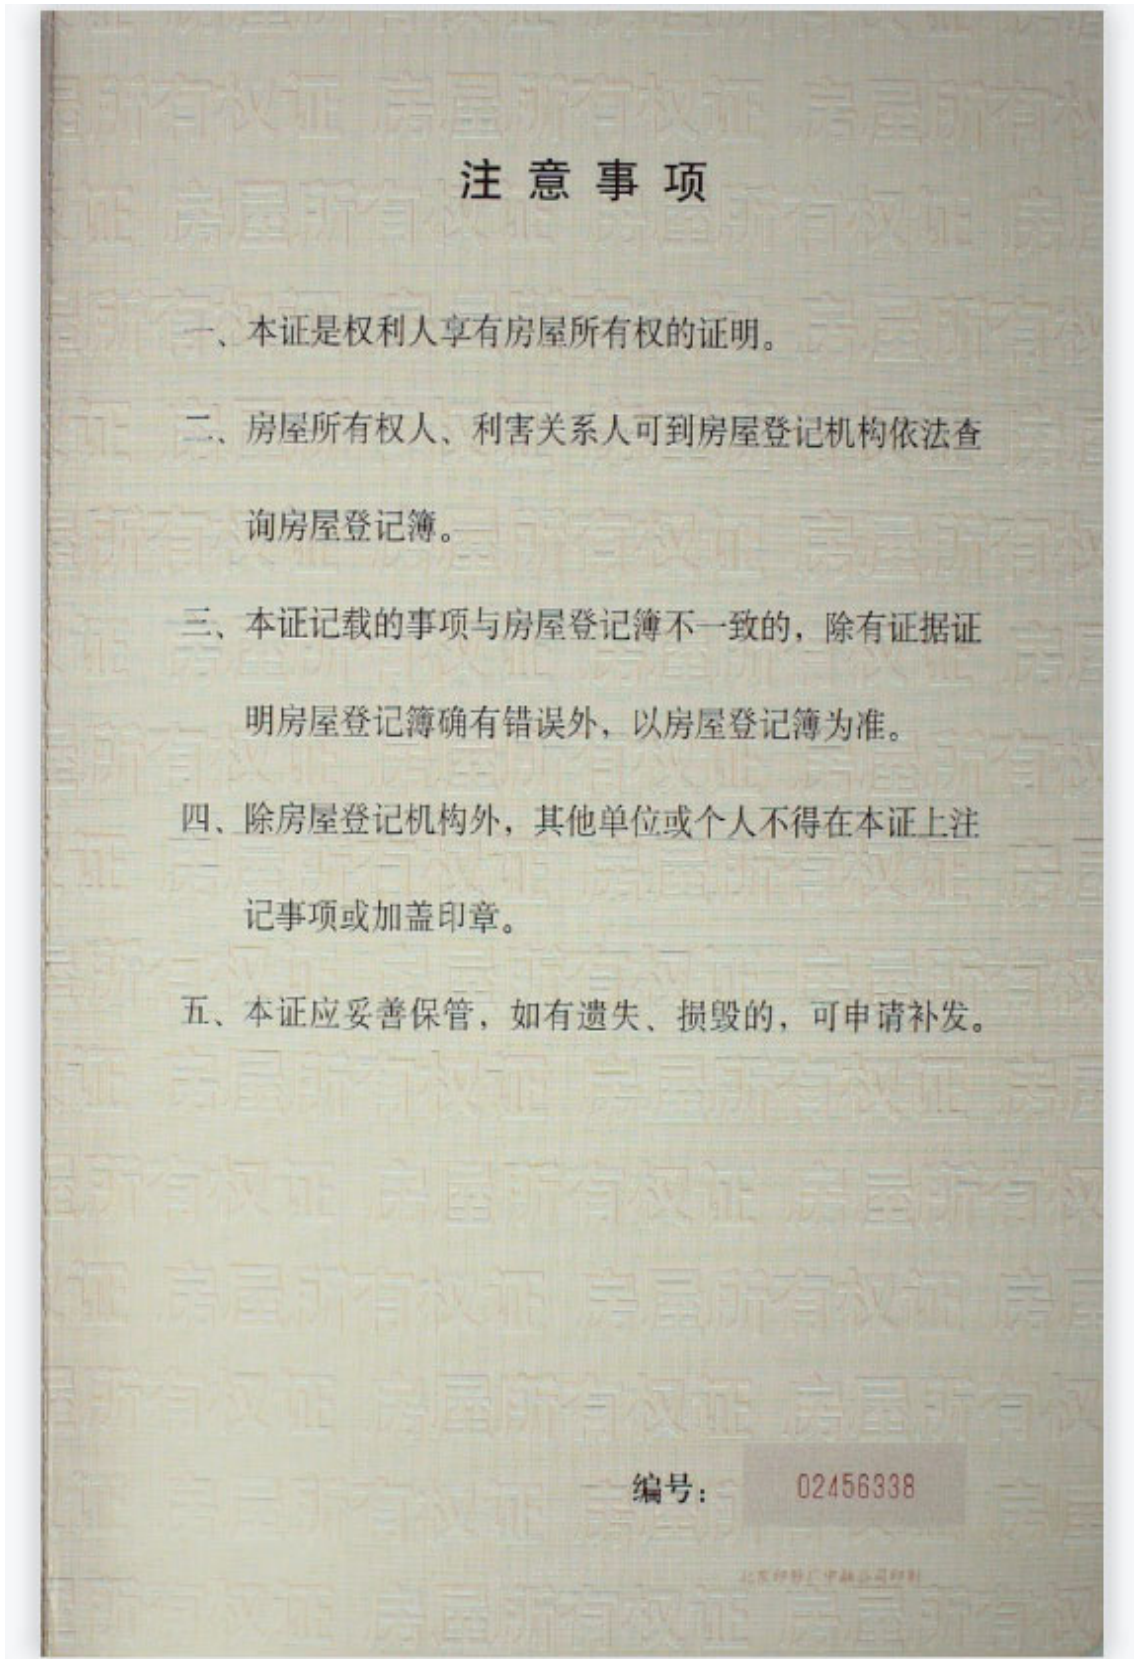 注意事项
一、本证是权利人享有房屋所有权的证明。
二、房屋所有权人、利害关系人可到房屋登记机构依法查
询房屋登记簿。
三、本证记载的事项与房屋登记簿不一致的，除有证据证
明房屋登记簿确有错误外，以房屋登记簿为准。
四、除房屋登记机构外，其他单位或个人不得在本证上注
记事项或加盖印章。
五、本证应妥善保管，如有遗失、损毁的，可申请补发。
编号：02456338